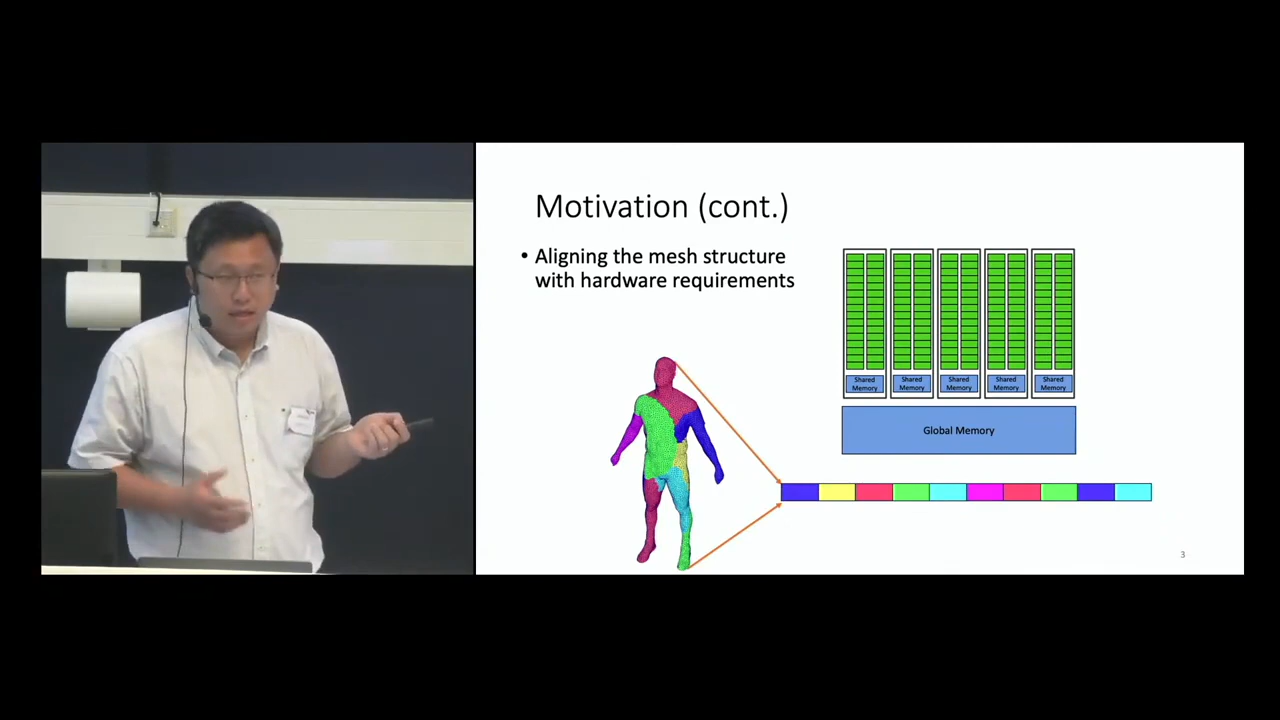 Motivation (cont.)
• Aligning the mesh structure
with hardware requirements
Shared
Memory
Shared
Memory
Shared
Memory
Shared
Memory
Shared
Memory
Global Memory
3